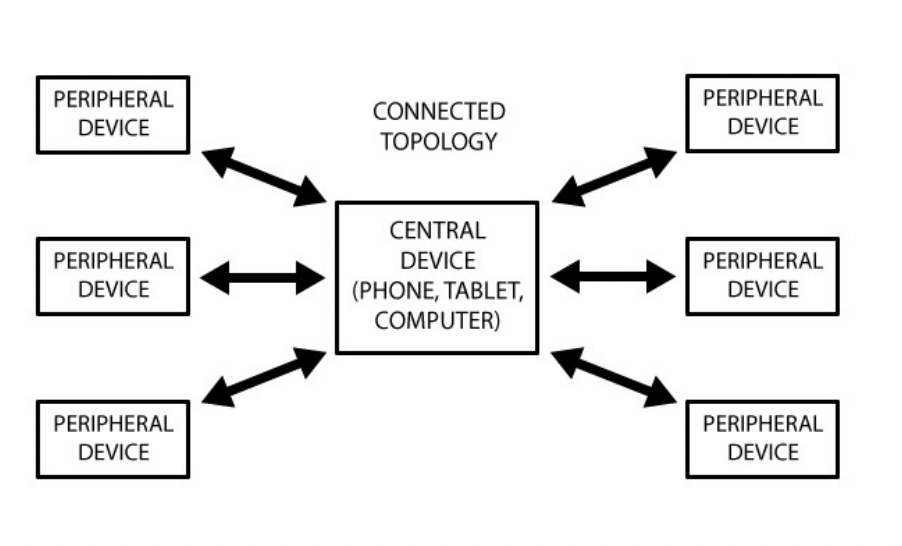 PERIPHERAL
DEVICE
CONNECTED
TOPOLOGY
PERIPHERAL
DEVICE
CENTRAL
DEVICE
(PHONE, TABLET,
COMPUTER)
PERIPHERAL
DEVICE
PERIPHERAL
DEVICE
PERIPHERAL
DEVICE
PERIPHERAL
DEVICE